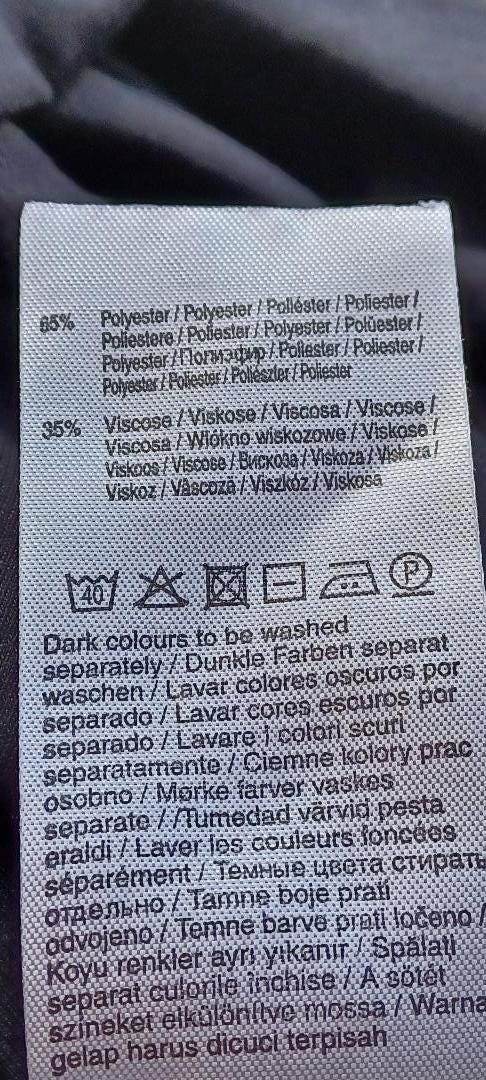 65% Polyester / Polyester / Poliéster / Poliester /
Poliestere / Poliester / Polyester / Polüester /
Polyester / Полиэфир / Poliester / Poliester /
Polyester / Poliester / Poliészter / Poliester
35% Viscose / Viskose / Viscosa / Viscose /
Viscosa / Włókno wiskozowe / Viskose /
Viskoos / Viscose / Вискоза / Viskoza / Viskoza /
Viskoz / Vâscoză / Viszkóz / Viskosa
40 P
Dark colours to be washed
separately / Dunkle Farben separat
waschen / Lavar colores oscuros por
separado / Lavar cores escuros por
separado / Lavare i colori scuri
separatamente / Ciemne kolory prac
osobno / Mørke farver vaskes
separate / /Tumedad värvid pesta
eraldi / Laver les couleurs foncées
séparément / Темные цвета стирать
отдельно / Tamne boje prati
odvojeno / Temne barve prati ločeno /
Koyu renkler ayrı yıkanır / Spălaţi
separat culorile închise / A sötét
színeket elkülönítve mossa / Warna
gelap harus dicuci terpisah